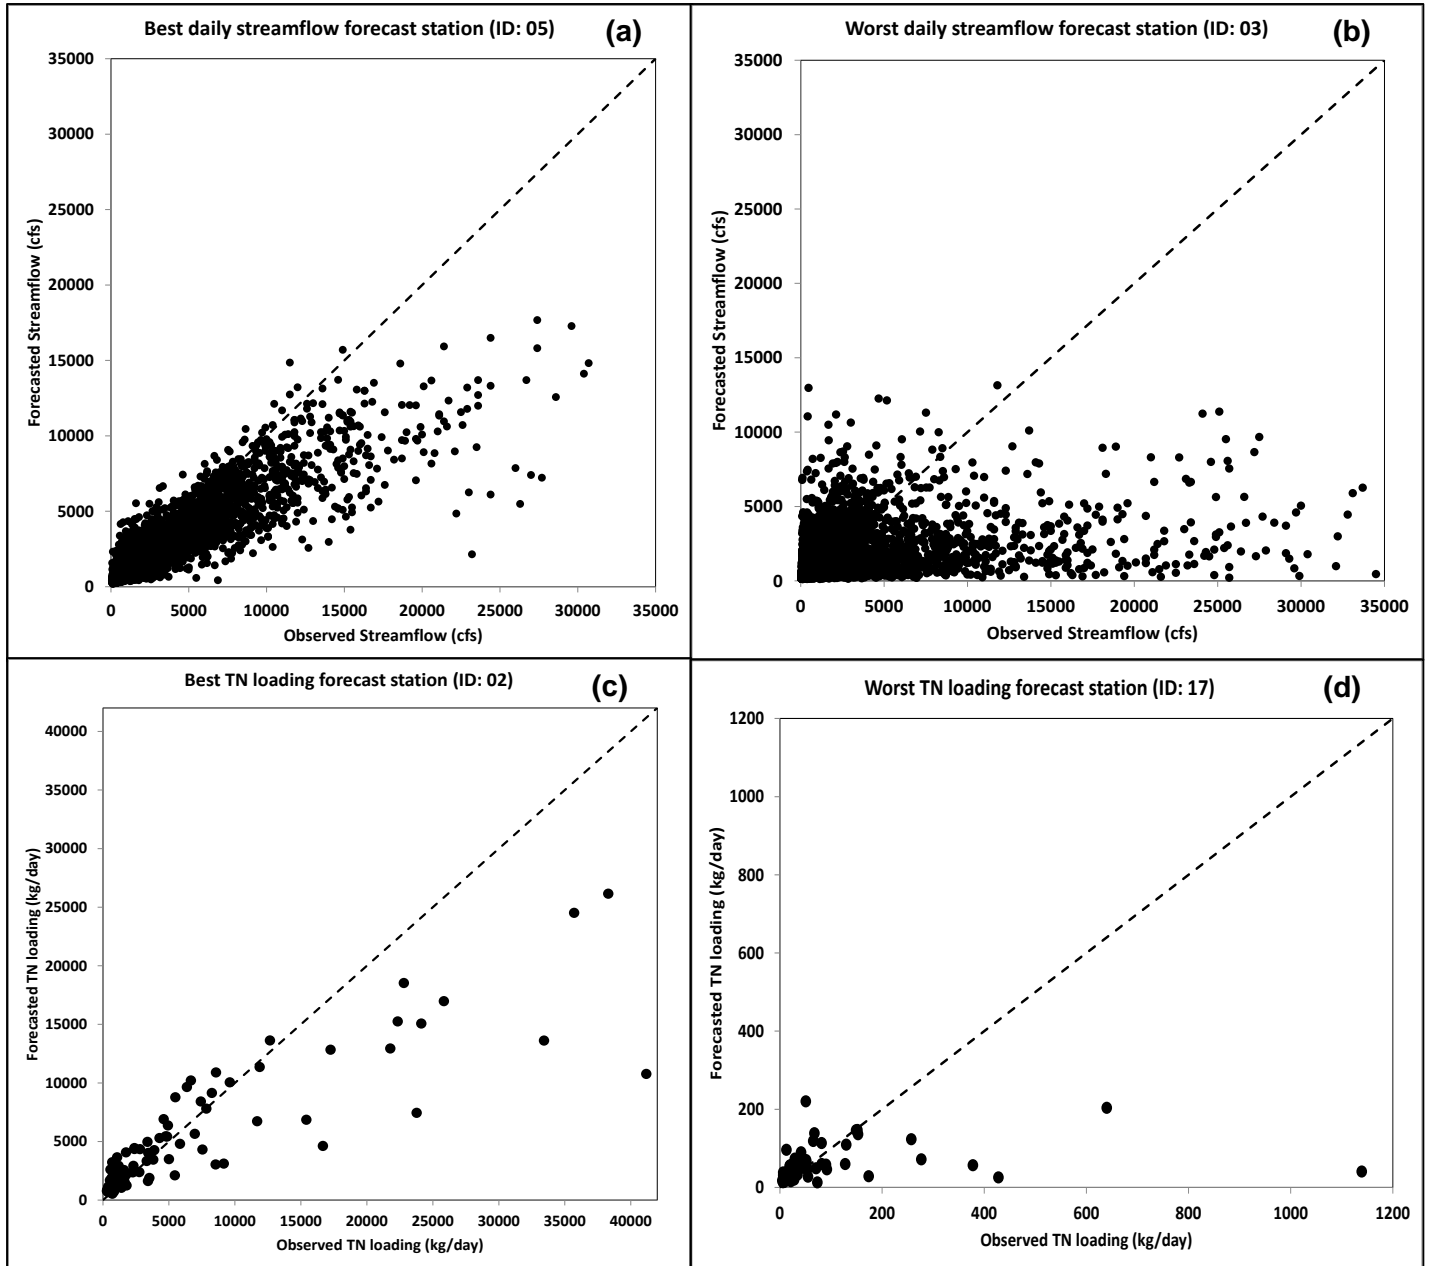 Best daily streamflow forecast station (ID: 05)
(a)
35000
30000
25000
20000
15000
10000
5000
0
Forecasted Streamflow (cfs)
0 5000 10000 15000 20000 25000 30000 35000
Observed Streamflow (cfs)
Worst daily streamflow forecast station (ID: 03)
(b)
35000
30000
25000
20000
15000
10000
5000
0
Forecasted Streamflow (cfs)
0 5000 10000 15000 20000 25000 30000 35000
Observed Streamflow (cfs)
Best TN loading forecast station (ID: 02)
(c)
40000
35000
30000
25000
20000
15000
10000
5000
0
Forecasted TN loading (kg/day)
0 5000 10000 15000 20000 25000 30000 35000 40000
Observed TN loading (kg/day)
Worst TN loading forecast station (ID: 17)
(d)
1200
1000
800
600
400
200
0
Forecasted TN loading (kg/day)
0 200 400 600 800 1000 1200
Observed TN loading (kg/day)